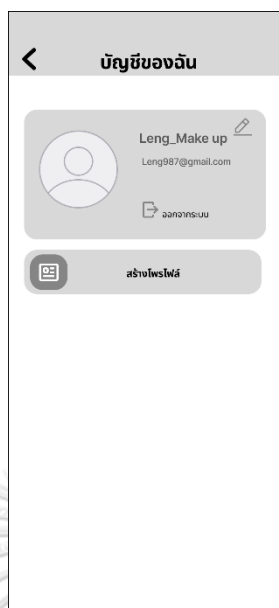 บัญชีของฉัน
Leng_Make up
Leng987@gmail.com
ออกจากระบบ
สร้างโพรไฟล์